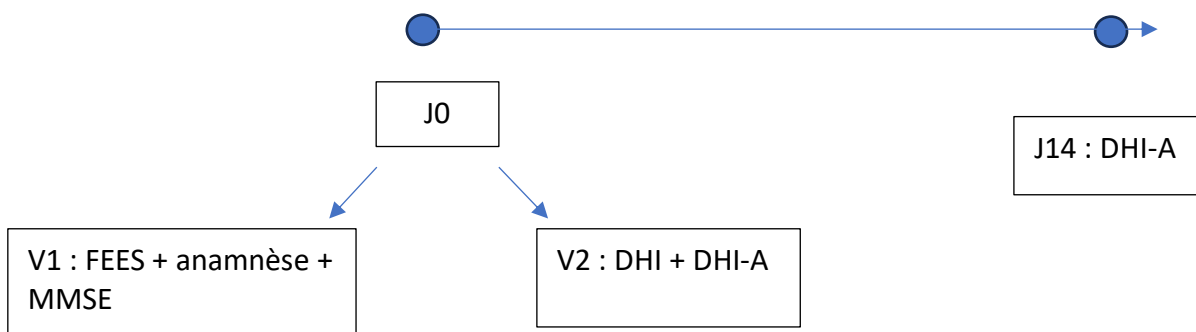 J0
J14 : DHI-A
V1 : FEES + anamnèse +
MMSE
V2 : DHI + DHI-A